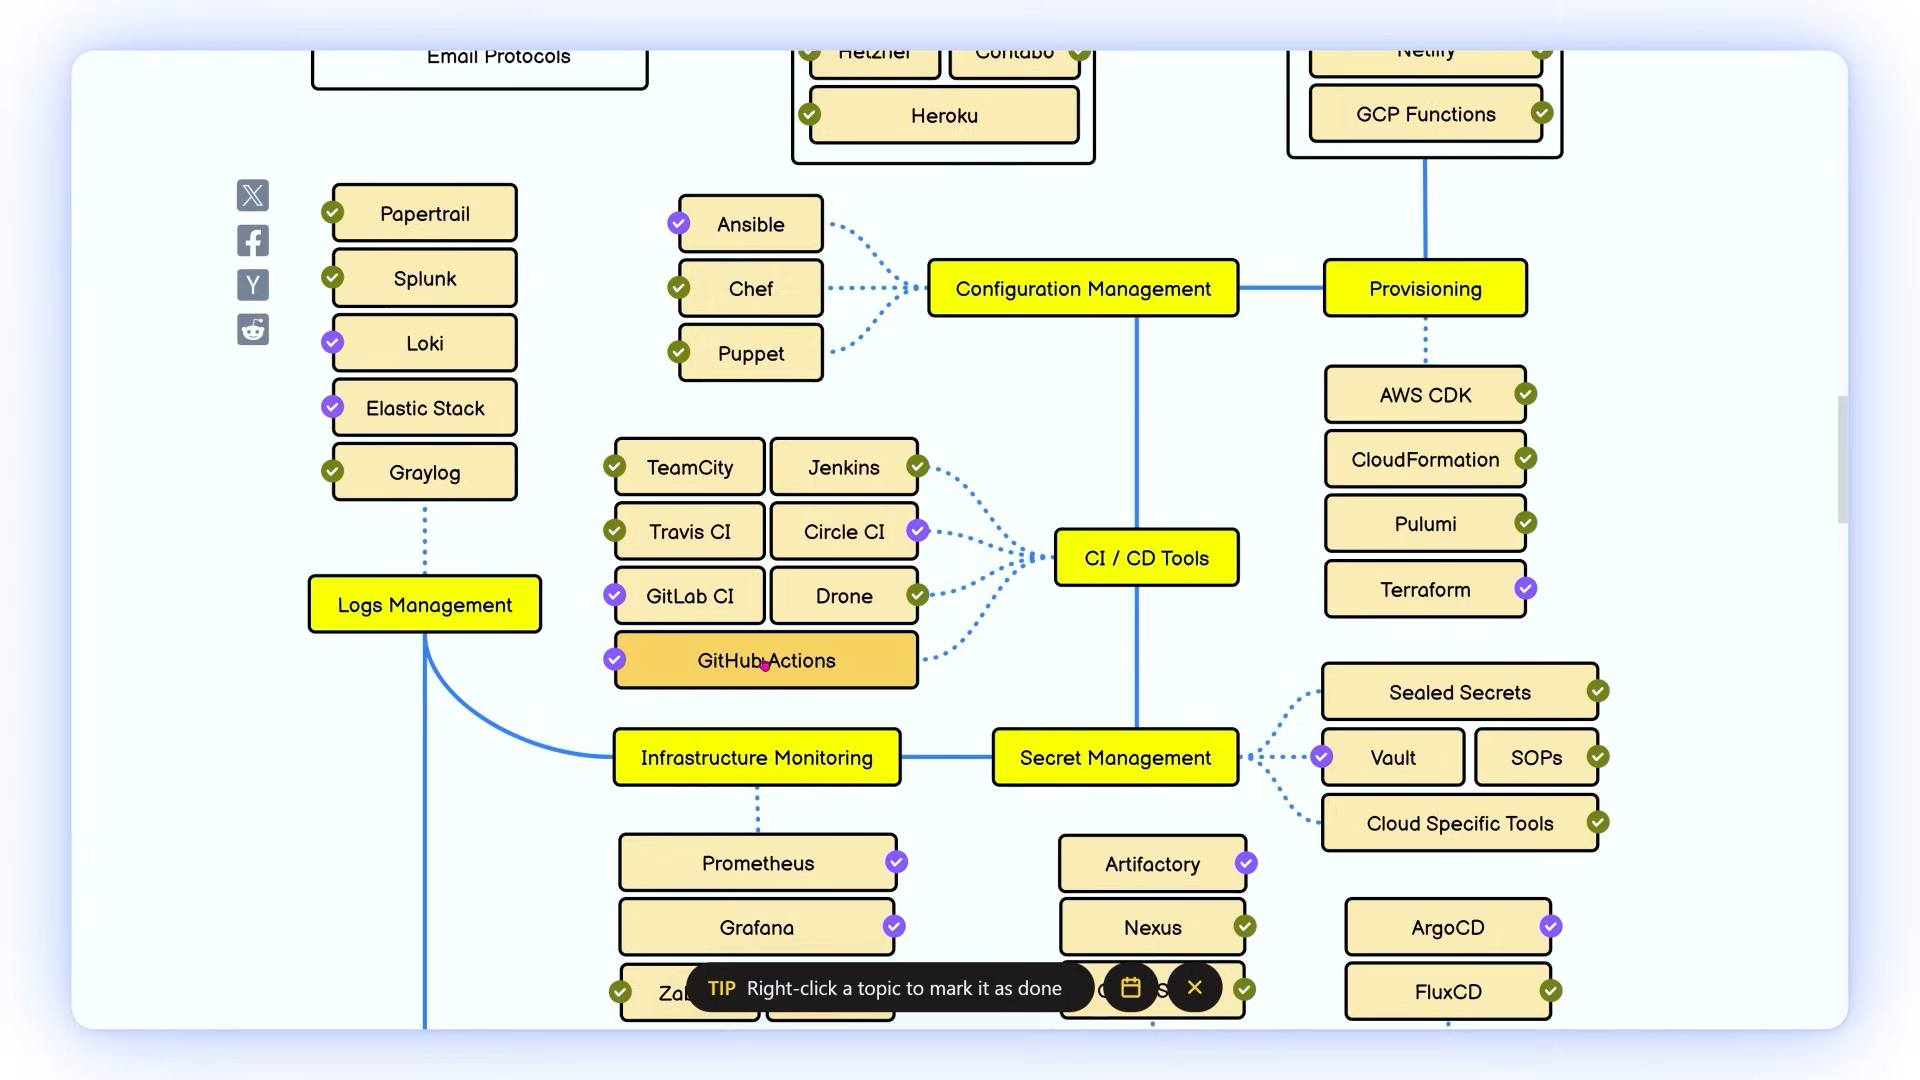 Email Protocols
Hetzner
Contabo
Heroku
Netlify
GCP Functions
Papertrail
Splunk
Loki
Elastic Stack
Graylog
Logs Management
Ansible
Chef
Puppet
Configuration Management
Provisioning
AWS CDK
CloudFormation
Pulumi
Terraform
TeamCity
Jenkins
Travis CI
Circle CI
GitLab CI
Drone
GitHub Actions
CI / CD Tools
Infrastructure Monitoring
Secret Management
Sealed Secrets
Vault
SOPs
Cloud Specific Tools
Prometheus
Grafana
Artifactory
Nexus
ArgoCD
FluxCD
TIP Right-click a topic to mark it as done